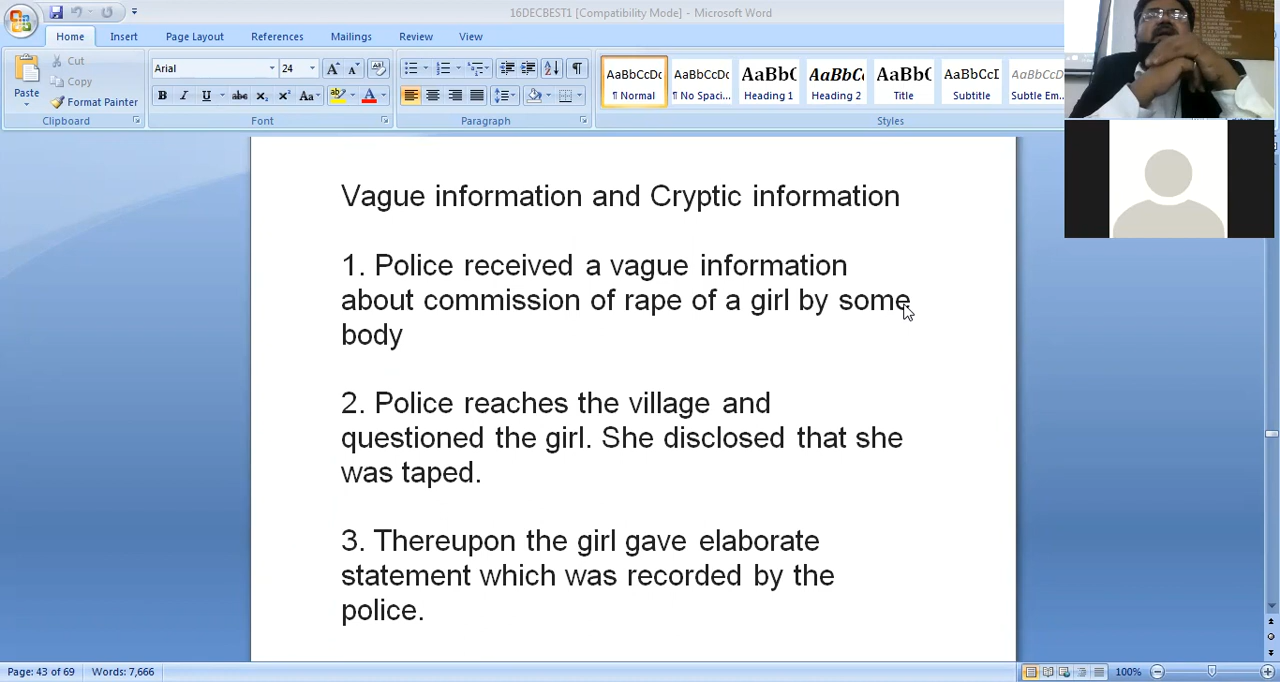 16DECBEST1 [Compatibility Mode] - Microsoft Word
Home Insert Page Layout References Mailings Review View
Paste
Cut
Copy
Format Painter
Clipboard
Arial 24
Font
Paragraph
AaBbCcDc AaBbCcDc AaBb( AaBbC AaBb( AaBbCcI AaBbCcDc
¶ Normal ¶ No Spaci... Heading 1 Heading 2 Title Subtitle Subtle Em...
Styles
Vague information and Cryptic information
1. Police received a vague information
about commission of rape of a girl by some
body
2. Police reaches the village and
questioned the girl. She disclosed that she
was taped.
3. Thereupon the girl gave elaborate
statement which was recorded by the
police.
Page: 43 of 69 Words: 7,666 100%